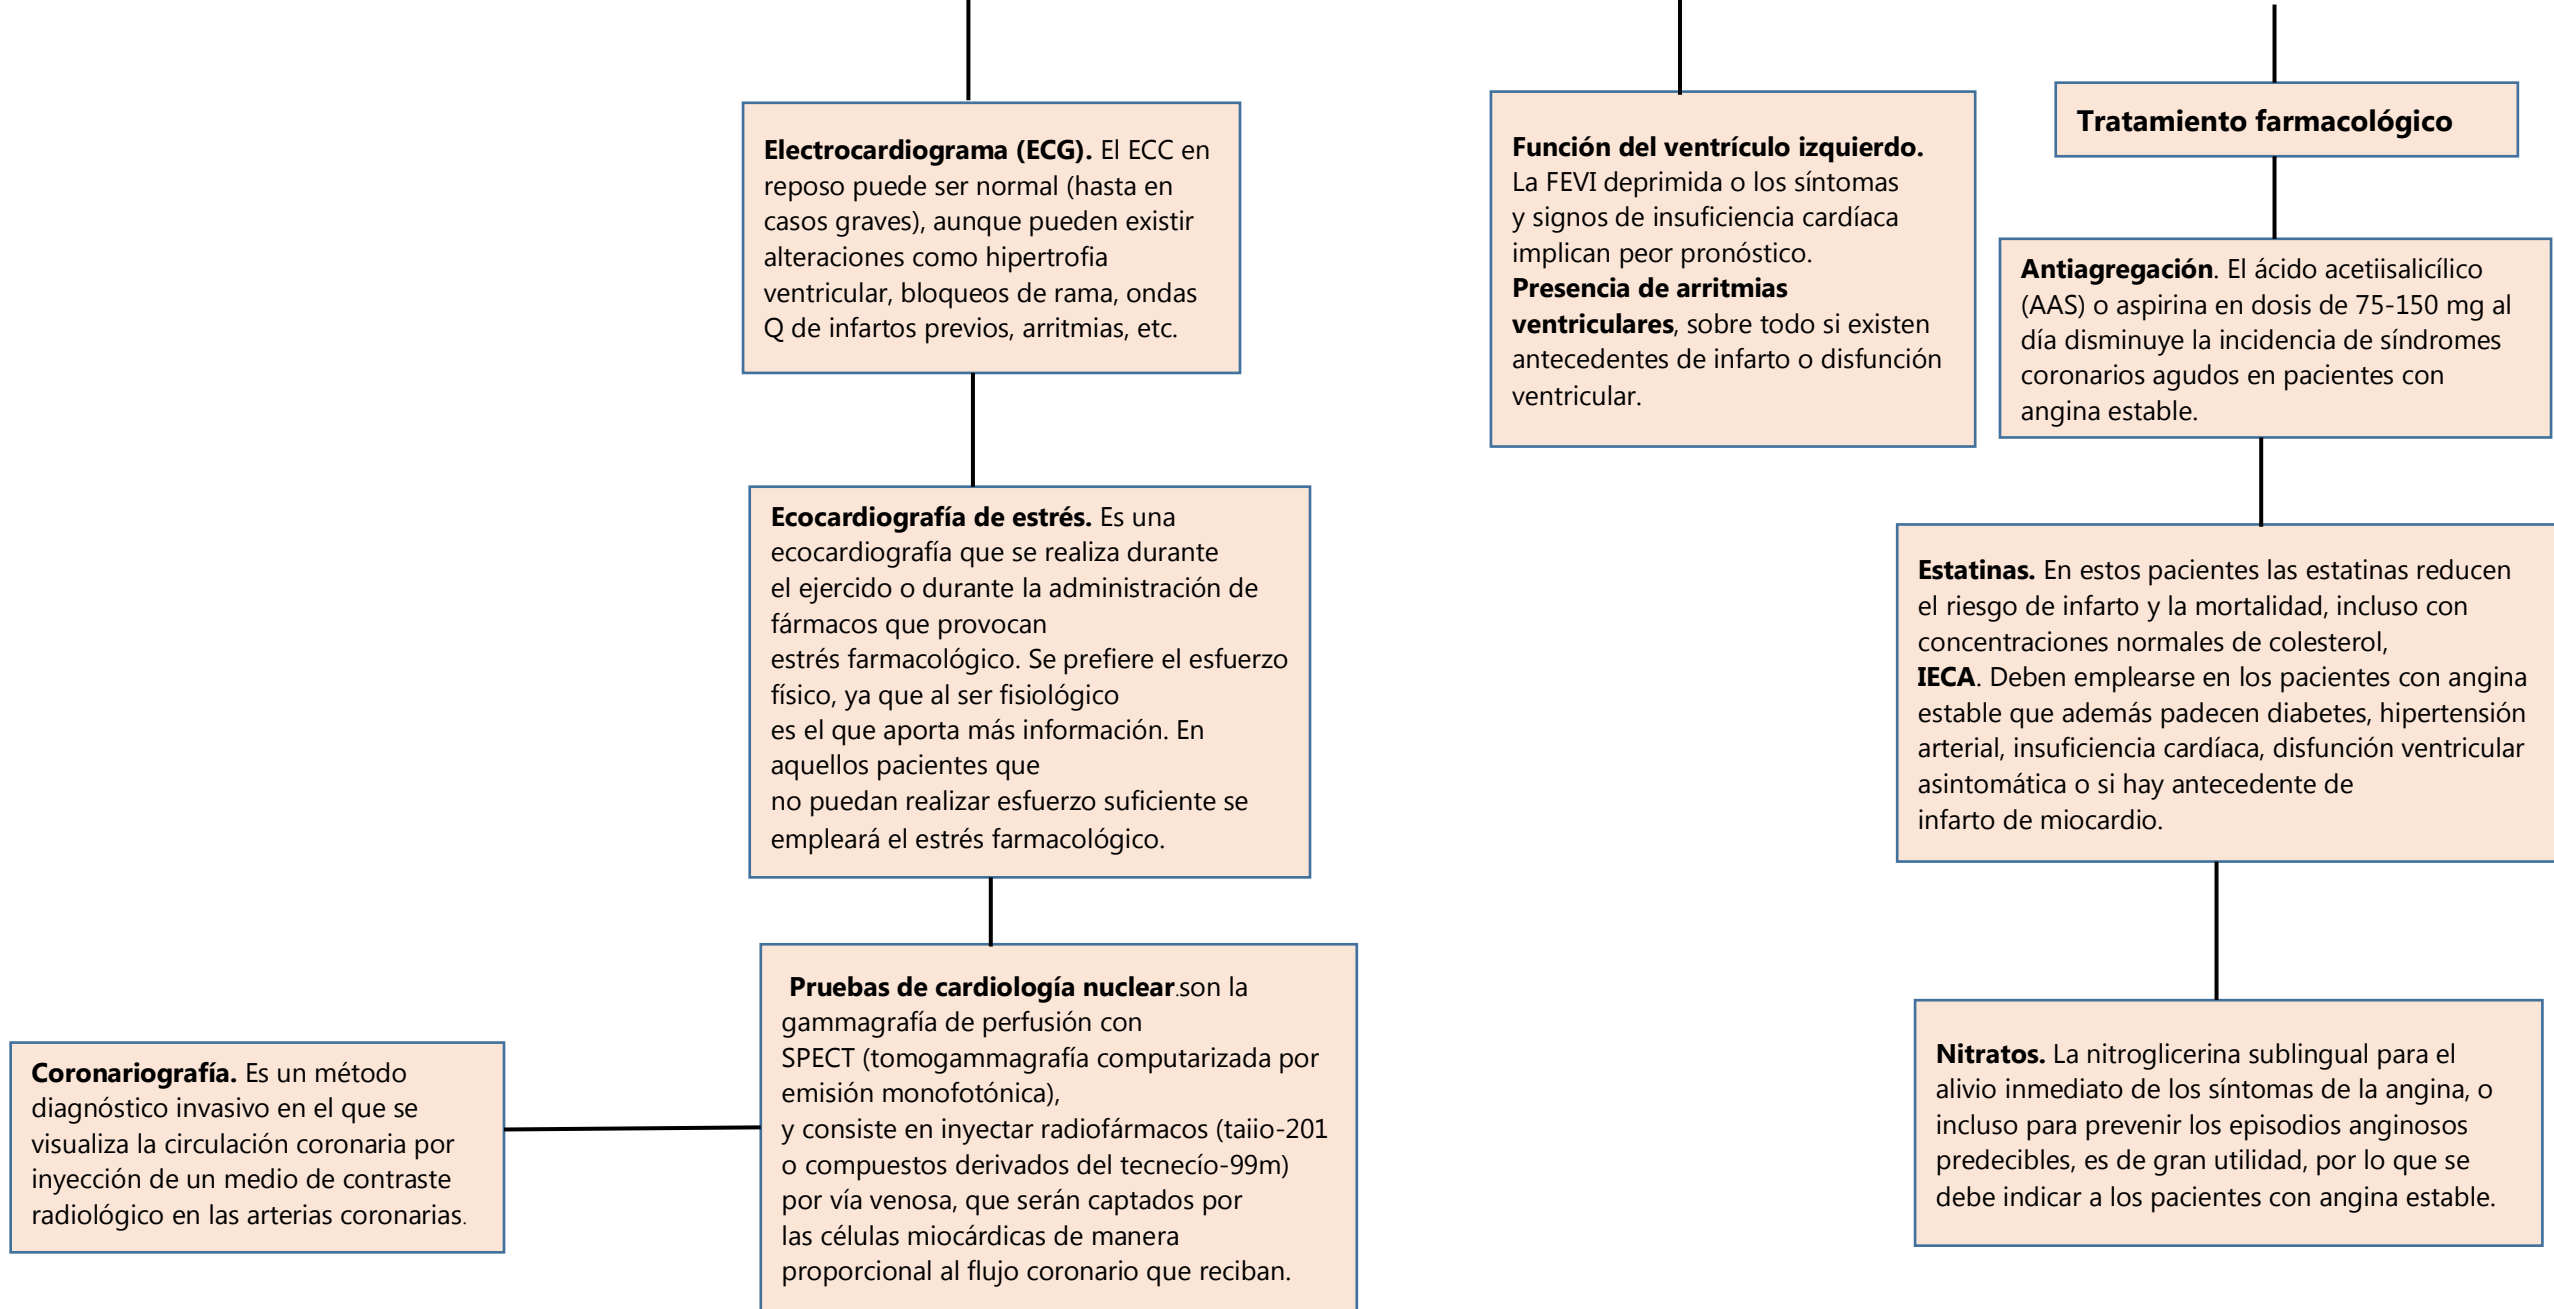 Electrocardiograma (ECG). El ECC en
reposo puede ser normal (hasta en
casos graves), aunque pueden existir
alteraciones como hipertrofia
ventricular, bloqueos de rama, ondas
Q de infartos previos, arritmias, etc.
Ecocardiografía de estrés. Es una
ecocardiografía que se realiza durante
el ejercido o durante la administración de
fármacos que provocan
estrés farmacológico. Se prefiere el esfuerzo
físico, ya que al ser fisiológico
es el que aporta más información. En
aquellos pacientes que
no puedan realizar esfuerzo suficiente se
empleará el estrés farmacológico.
Pruebas de cardiología nuclear.son la
gammagrafía de perfusión con
SPECT (tomogammagrafía computarizada por
emisión monofotónica),
y consiste en inyectar radiofármacos (taiio-201
o compuestos derivados del tecnecío-99m)
por vía venosa, que serán captados por
las células miocárdicas de manera
proporcional al flujo coronario que reciban.
Coronariografía. Es un método
diagnóstico invasivo en el que se
visualiza la circulación coronaria por
inyección de un medio de contraste
radiológico en las arterias coronarias.
Función del ventrículo izquierdo.
La FEVI deprimida o los síntomas
y signos de insuficiencia cardíaca
implican peor pronóstico.
Presencia de arritmias
ventriculares, sobre todo si existen
antecedentes de infarto o disfunción
ventricular.
Tratamiento farmacológico
Antiagregación. El ácido acetiisalicílico
(AAS) o aspirina en dosis de 75-150 mg al
día disminuye la incidencia de síndromes
coronarios agudos en pacientes con
angina estable.
Estatinas. En estos pacientes las estatinas reducen
el riesgo de infarto y la mortalidad, incluso con
concentraciones normales de colesterol,
IECA. Deben emplearse en los pacientes con angina
estable que además padecen diabetes, hipertensión
arterial, insuficiencia cardíaca, disfunción ventricular
asintomática o si hay antecedente de
infarto de miocardio.
Nitratos. La nitroglicerina sublingual para el
alivio inmediato de los síntomas de la angina, o
incluso para prevenir los episodios anginosos
predecibles, es de gran utilidad, por lo que se
debe indicar a los pacientes con angina estable.